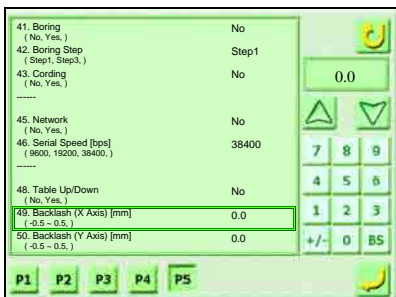 41. Boring No
( No, Yes, )
42. Boring Step Step1
( Step1, Step3, )
43. Cording No
( No, Yes, )
------
45. Network No
( No, Yes, )
46. Serial Speed [bps] 38400
( 9600, 19200, 38400, )
------
48. Table Up/Down No
( No, Yes, )
49. Backlash (X Axis) [mm] 0.0
( -0.5 ~ 0.5, )
50. Backlash (Y Axis) [mm] 0.0
( -0.5 ~ 0.5, )
0.0
7 8 9
4 5 6
1 2 3
+/- 0 BS
P1 P2 P3 P4 P5